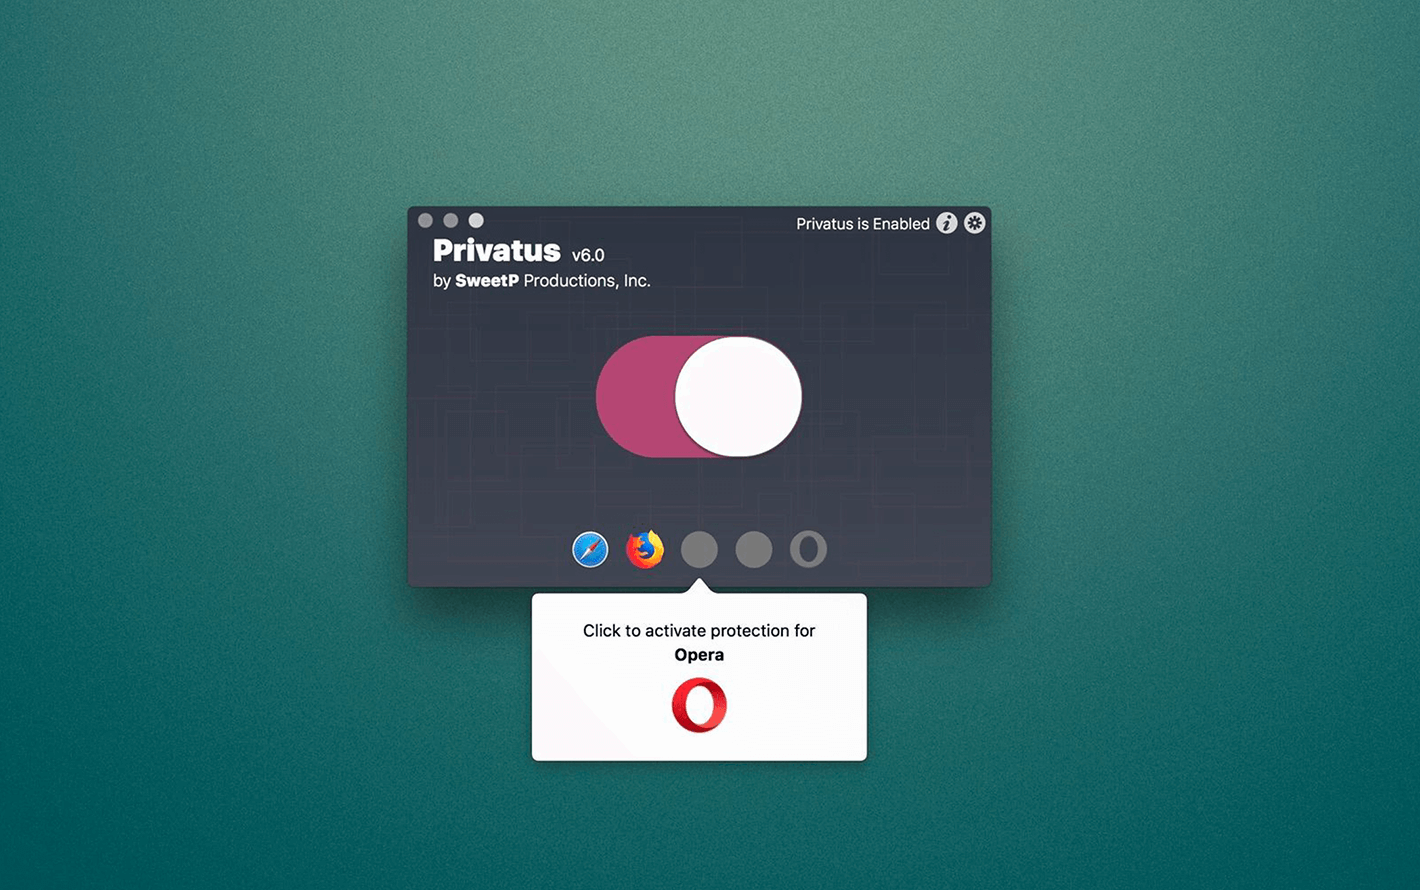 Privatus is Enabled
Privatus v6.0
by SweetP Productions, Inc.
Click to activate protection for
Opera